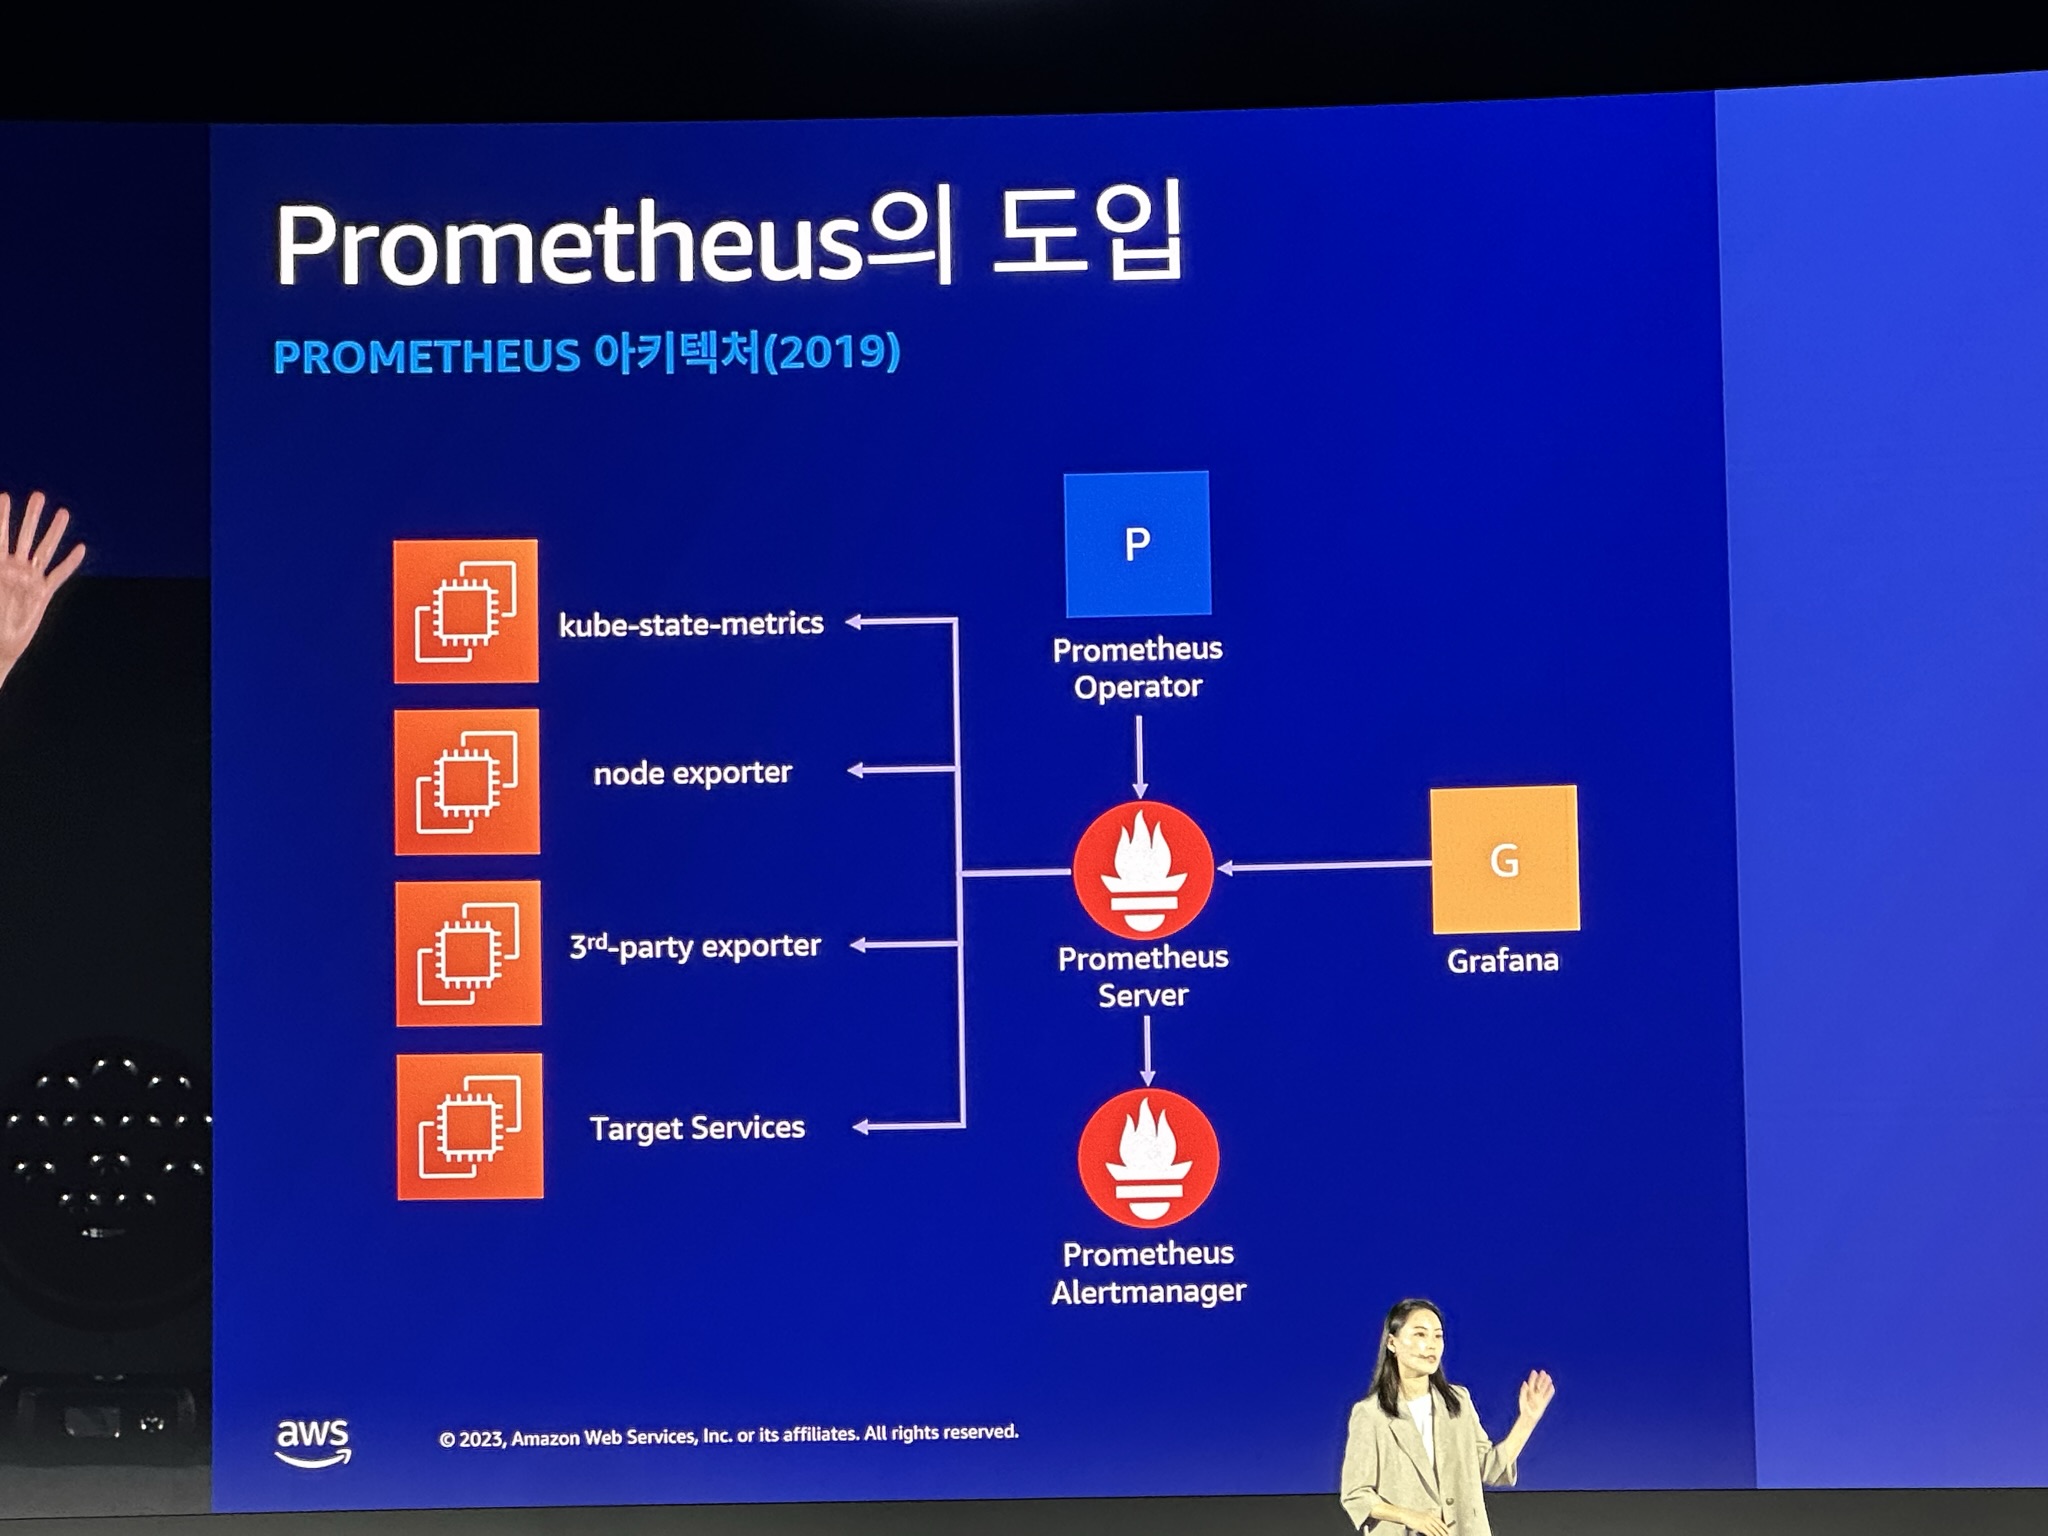 Prometheus의 도입
PROMETHEUS 아키텍처(2019)
P
Prometheus
Operator
kube-state-metrics
node exporter
3rd-party exporter
Target Services
Prometheus
Server
G
Grafana
Prometheus
Alertmanager
aws
© 2023, Amazon Web Services, Inc. or its affiliates. All rights reserved.